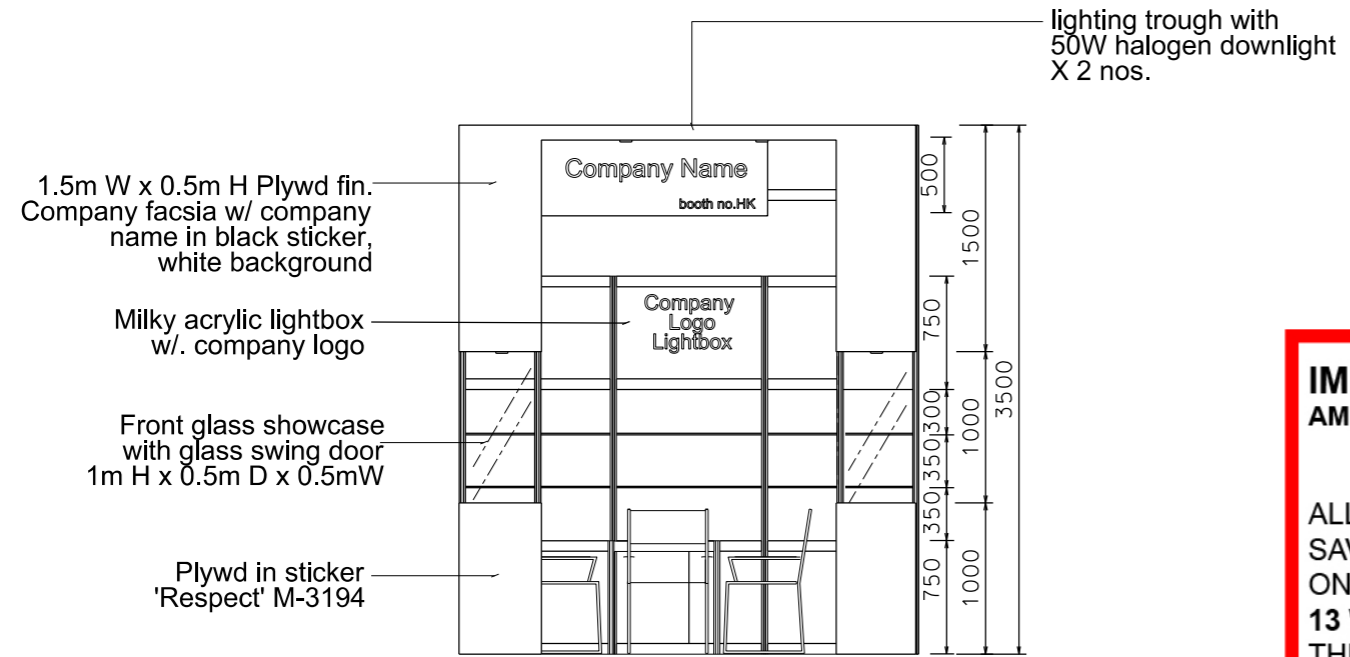 lighting trough with
50W halogen downlight
X 2 nos.
1.5m W x 0.5m H Plywd fin.
Company facsia w/ company
name in black sticker,
white background
Milky acrylic lightbox
w/. company logo
Front glass showcase
with glass swing door
1m H x 0.5m D x 0.5mW
Plywd in sticker
'Respect' M-3194
Company Name
booth no.HK
Company
Logo
Lightbox
500
750
300
350
350
750
1500
1000
1000
3500
IM
AM
ALL
SAV
ON
13